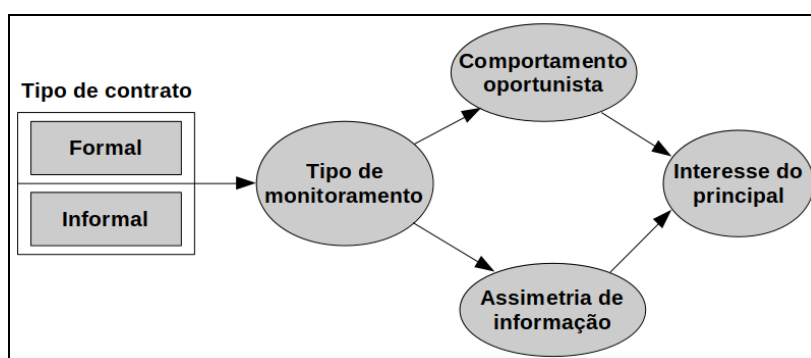 Tipo de contrato
Formal
Informal
Tipo de
monitoramento
Comportamento
oportunista
Assimetria de
informação
Interesse do
principal